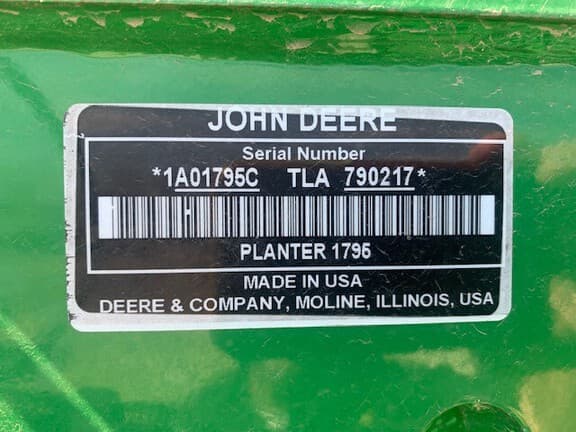 JOHN DEERE
Serial Number
*1A01795C TLA 790217*
PLANTER 1795
MADE IN USA
DEERE & COMPANY, MOLINE, ILLINOIS, USA